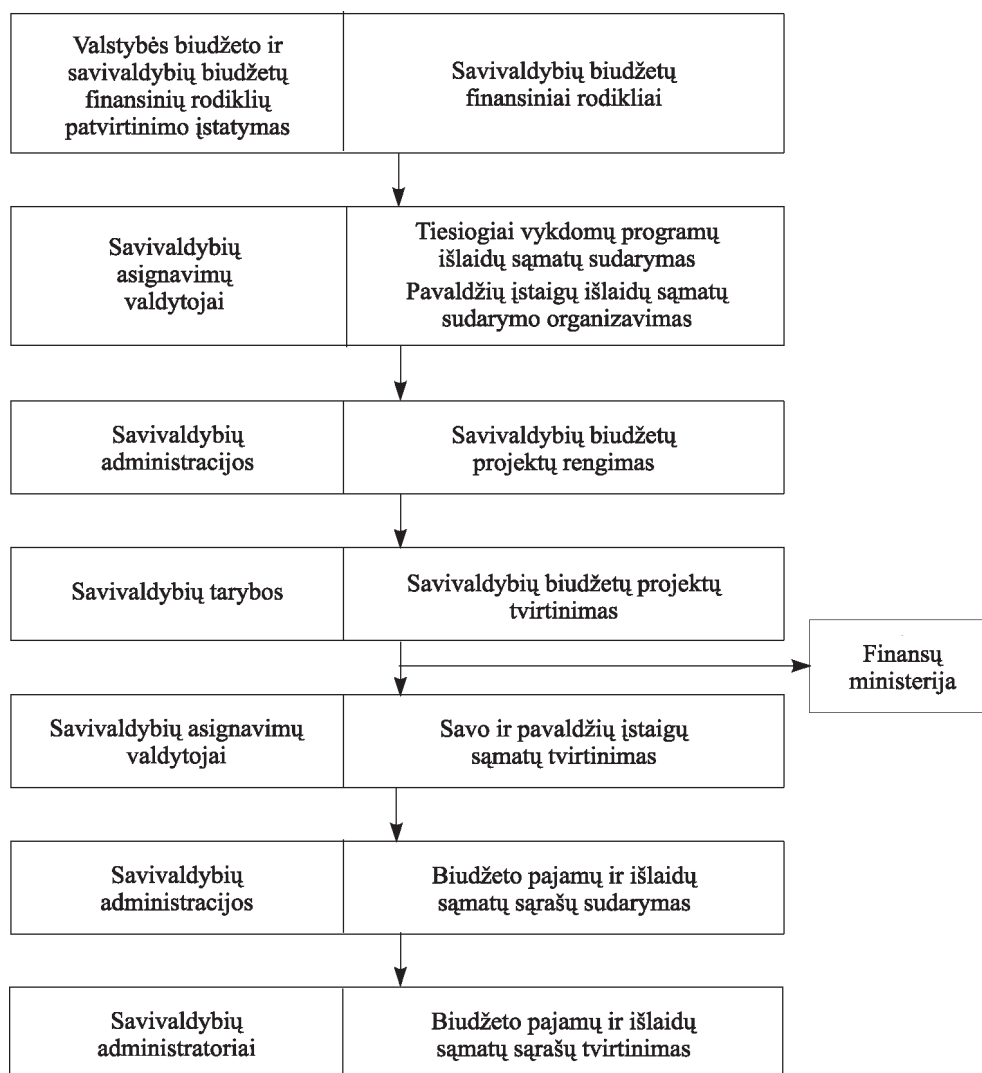 Valstybės biudžeto ir
savivaldybių biudžetų
finansinių rodiklių
patvirtinimo įstatymas
Savivaldybių biudžetų
finansiniai rodikliai
Savivaldybių
asignavimų
valdytojai
Tiesiogiai vykdomų programų
išlaidų sąmatų sudarymas
Pavaldžių įstaigų išlaidų sąmatų
sudarymo organizavimas
Savivaldybių
administracijos
Savivaldybių biudžetų
projektų rengimas
Savivaldybių tarybos
Savivaldybių biudžetų projektų
tvirtinimas
Finansų
ministerija
Savivaldybių asignavimų
valdytojai
Savo ir pavaldžių įstaigų
sąmatų tvirtinimas
Savivaldybių
administracijos
Biudžeto pajamų ir išlaidų
sąmatų sąrašų sudarymas
Savivaldybių
administratoriai
Biudžeto pajamų ir išlaidų
sąmatų sąrašų tvirtinimas